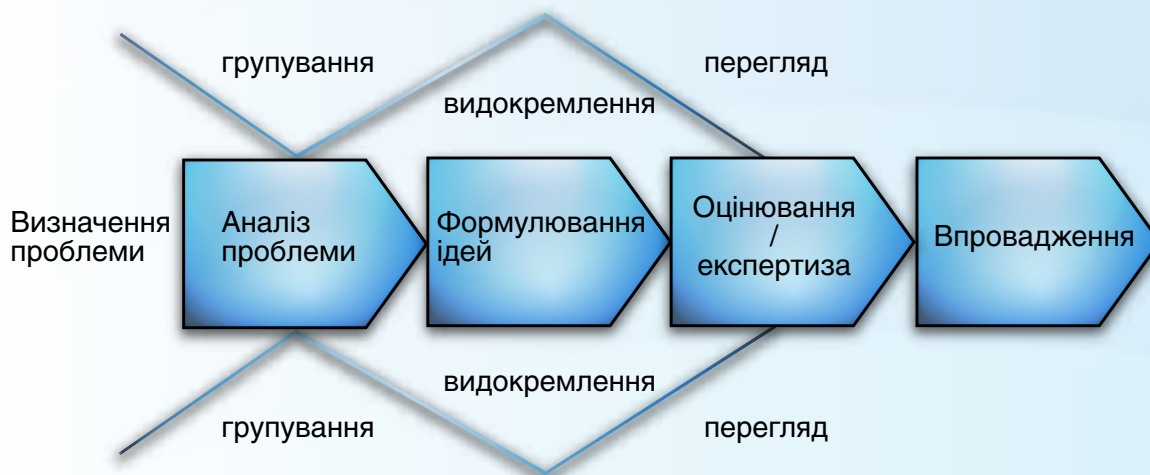 групування
перегляд
видокремлення
Визначення
проблеми
Аналіз
проблеми
Формулювання
ідей
Оцінювання
/
експертиза
Впровадження
видокремлення
групування
перегляд